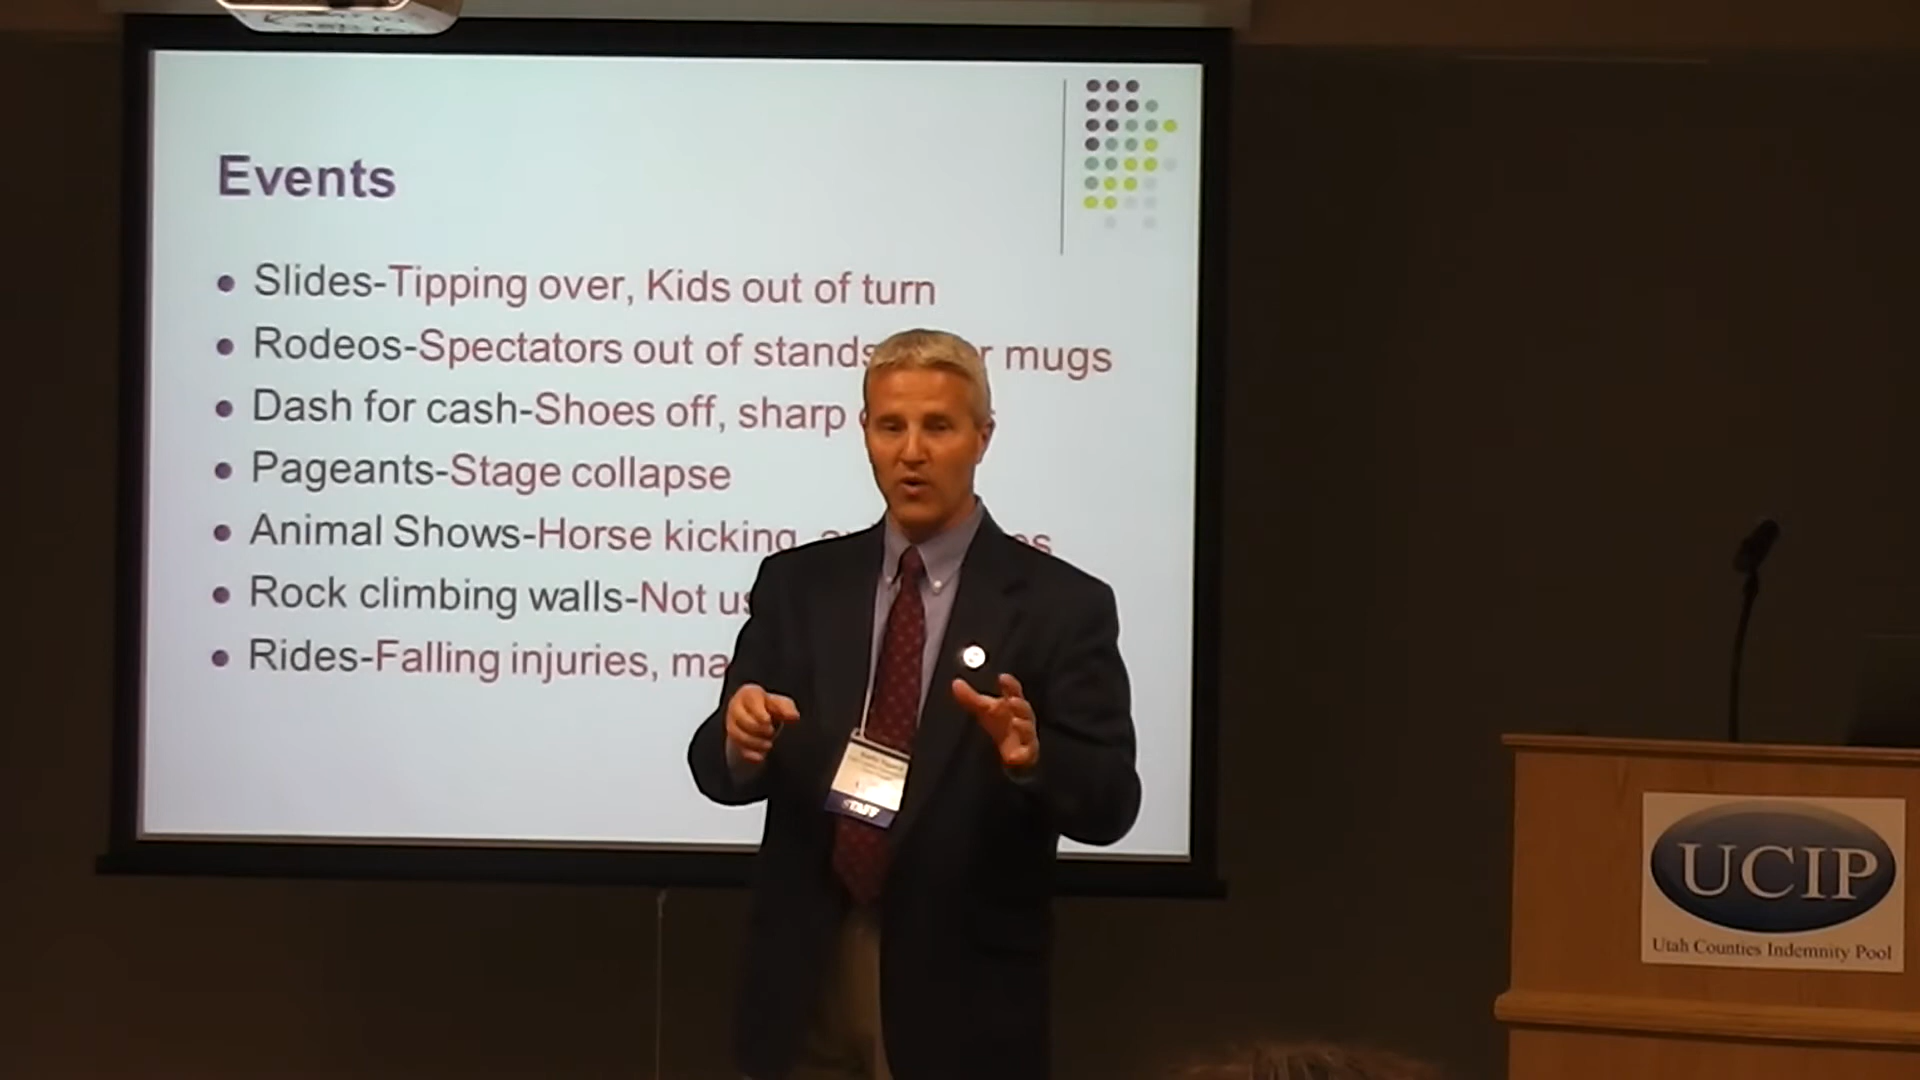 Events
Slides-Tipping over, Kids out of turn
Rodeos-Spectators out of stands mugs
Dash for cash-Shoes off, sharp
Pageants-Stage collapse
Animal Shows-Horse kicking,
Rock climbing walls-Not
Rides-Falling injuries,
STAFF
UCIP
Utah Counties Indemnity Pool